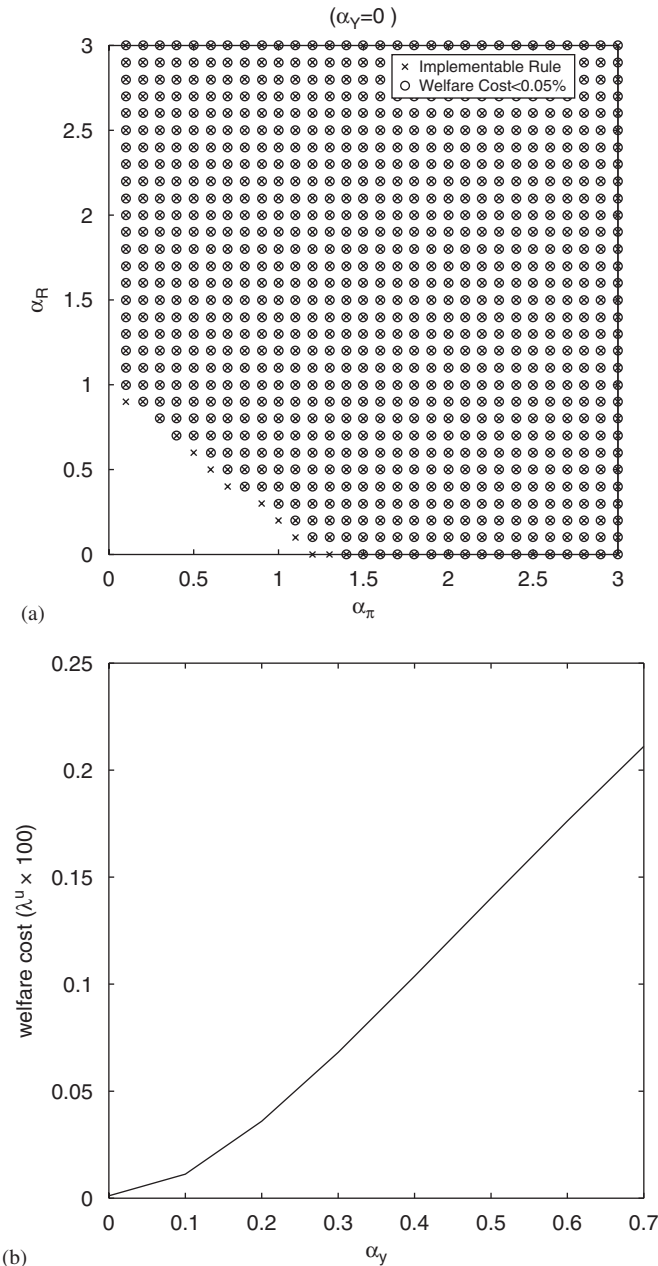 (αY=0 )
3
2.5
2
1.5
1
0.5
0
αR
× Implementable Rule
o Welfare Cost<0.05%
0 0.5 1 1.5 2 2.5 3
απ
(a)
0.25
0.2
0.15
0.1
0.05
0
welfare cost (λ^u × 100)
0 0.1 0.2 0.3 0.4 0.5 0.6 0.7
αy
(b)